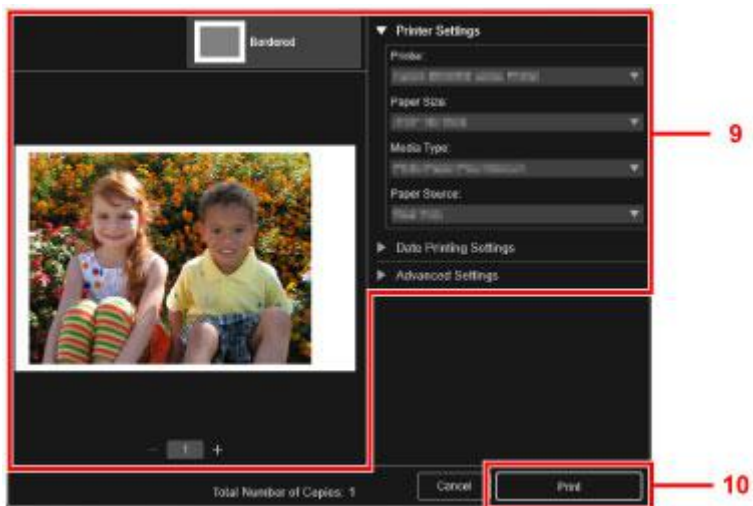 Bordered
Printer Settings
Printer:
Paper Size:
Media Type:
Paper Source:
Date Printing Settings
Advanced Settings
9
1
Total Number of Copies: 1
Cancel
Print
10